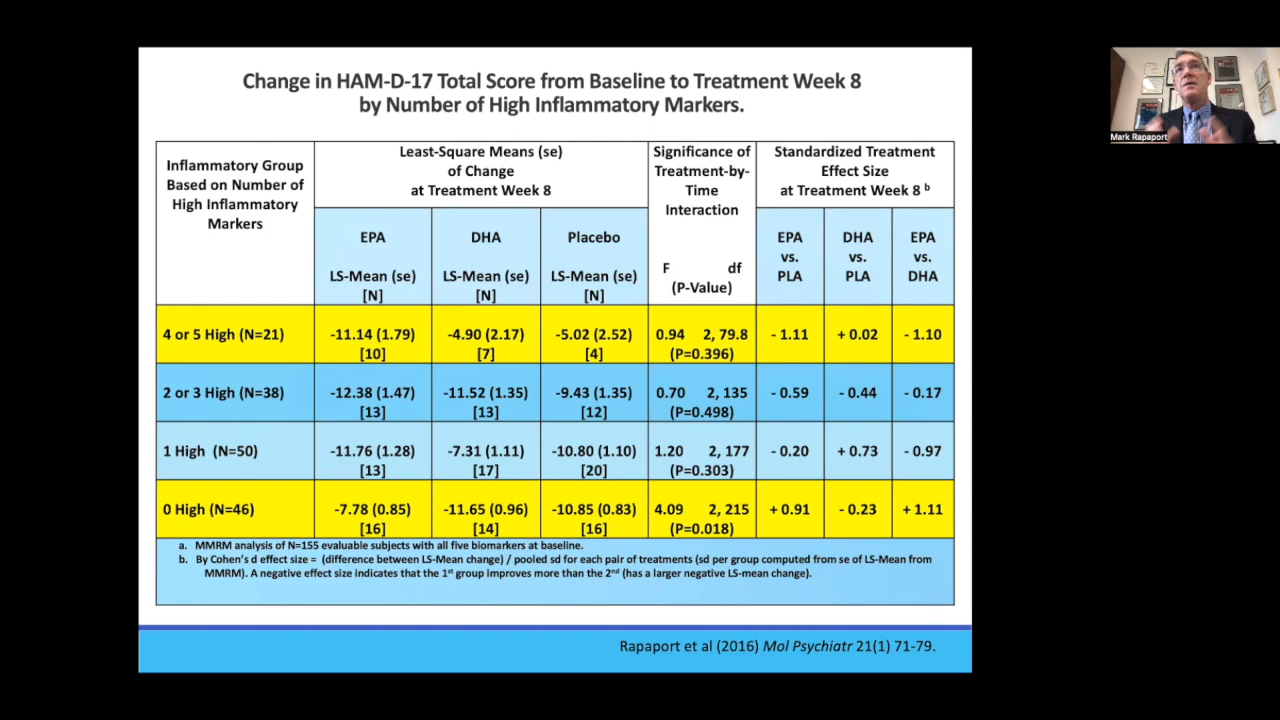 Change in HAM-D-17 Total Score from Baseline to Treatment Week 8
by Number of High Inflammatory Markers.
Inflammatory Group
Based on Number of
High Inflammatory
Markers
Least-Square Means (se)
of Change
at Treatment Week 8
Significance of
Treatment-by-
Time
Interaction
F df
(P-Value)
Standardized Treatment
Effect Size
at Treatment Week 8 b
EPA
LS-Mean (se)
[N]
DHA
LS-Mean (se)
[N]
Placebo
LS-Mean (se)
[N]
EPA
vs.
PLA
DHA
vs.
PLA
EPA
vs.
DHA
4 or 5 High (N=21) -11.14 (1.79) -4.90 (2.17) -5.02 (2.52) 0.94 2, 79.8 - 1.11 + 0.02 - 1.10
[10] [7] [4] (P=0.396)
2 or 3 High (N=38) -12.38 (1.47) -11.52 (1.35) -9.43 (1.35) 0.70 2, 135 - 0.59 - 0.44 - 0.17
[13] [13] [12] (P=0.498)
1 High (N=50) -11.76 (1.28) -7.31 (1.11) -10.80 (1.10) 1.20 2, 177 - 0.20 + 0.73 - 0.97
[13] [17] [20] (P=0.303)
0 High (N=46) -7.78 (0.85) -11.65 (0.96) -10.85 (0.83) 4.09 2, 215 + 0.91 - 0.23 + 1.11
[16] [14] [16] (P=0.018)
a. MMRM analysis of N=155 evaluable subjects with all five biomarkers at baseline.
b. By Cohen's d effect size = (difference between LS-Mean change) / pooled sd for each pair of treatments (sd per group computed from se of LS-Mean from
MMRM). A negative effect size indicates that the 1st group improves more than the 2nd (has a larger negative LS-mean change).
Rapaport et al (2016) Mol Psychiatr 21(1) 71-79.
Mark Rapaport